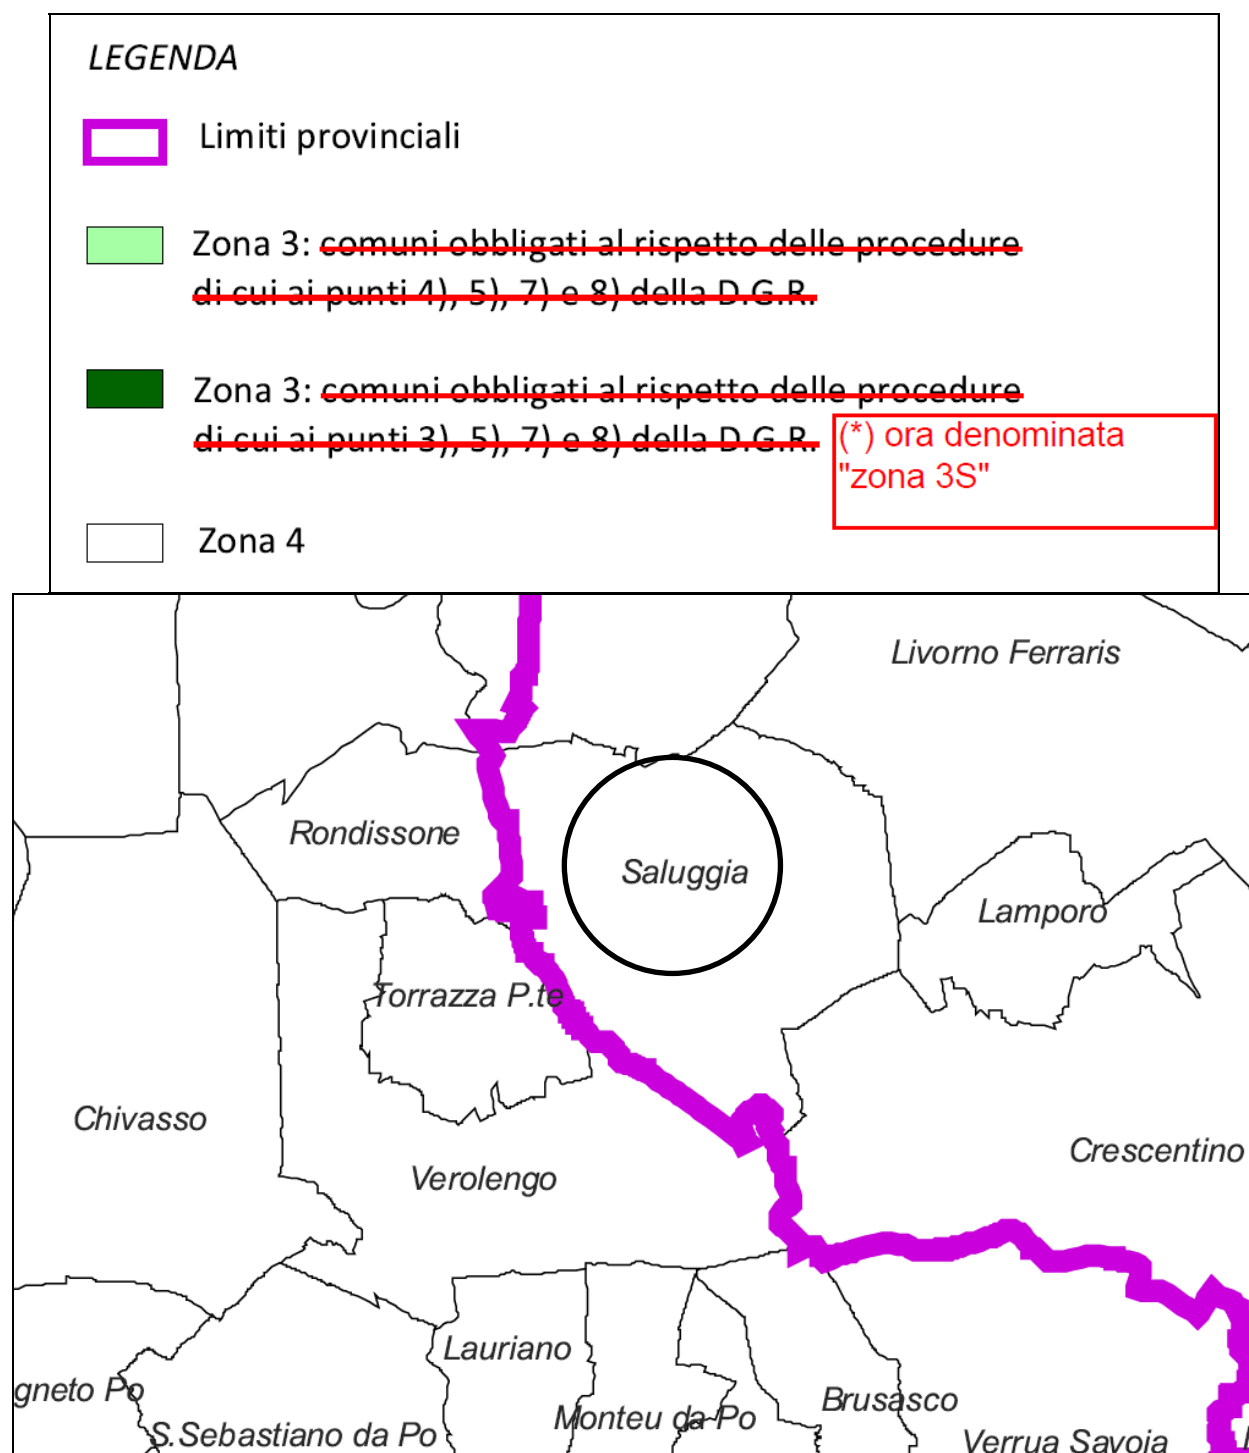 LEGENDA
Limiti provinciali
Zona 3: comuni obbligati al rispetto delle procedure
di cui ai punti 4), 5), 7) e 8) della D.G.R.
Zona 3: comuni obbligati al rispetto delle procedure
di cui ai punti 3), 5), 7) e 8) della D.G.R.
(*) ora denominata
"zona 3S"
Zona 4
Livorno Ferraris
Rondissone
Saluggia
Lamporo
Torrazza P.te
Chivasso
Crescentino
Verolengo
Lauriano
gneto Po
Brusasco
Monteu da Po
S.Sebastiano da Po
Verrua Savoia